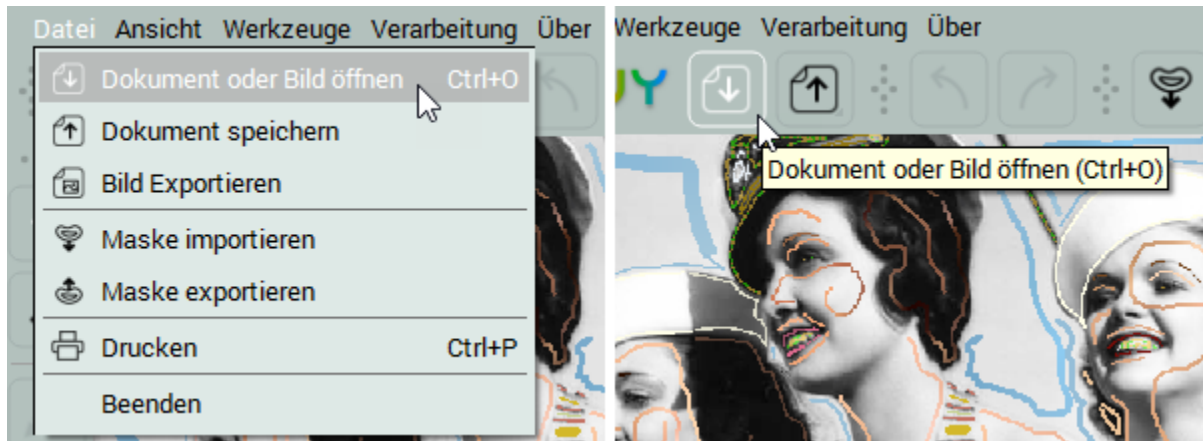 Datei Ansicht Werkzeuge Verarbeitung Über
Dokument oder Bild öffnen Ctrl+O
Dokument speichern
Bild Exportieren
Maske importieren
Maske exportieren
Drucken Ctrl+P
Beenden
Werkzeuge Verarbeitung Über
Dokument oder Bild öffnen (Ctrl+O)